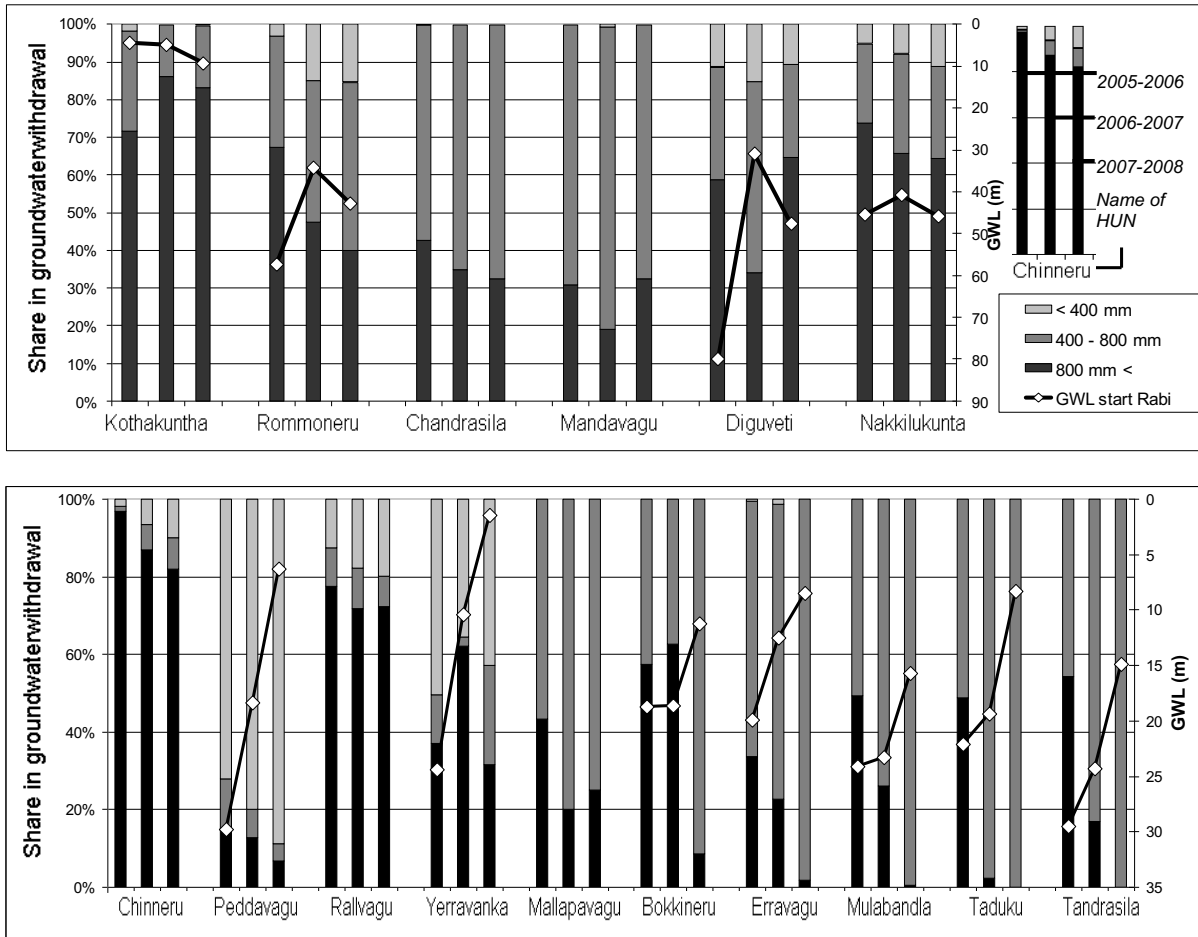 Share in groundwaterwithdrawal
100%
90%
80%
70%
60%
50%
40%
30%
20%
10%
0%
0
10
20
30
40
50
60
70
80
90
GWL (m)
Kothakuntha
Rommoneru
Chandrasila
Mandavagu
Diguveti
Nakkilukunta
2005-2006
2006-2007
2007-2008
Name of
HUN
Chinneru
< 400 mm
400 - 800 mm
800 mm <
GWL start Rabi
Share in groundwaterwithdrawal
100%
80%
60%
40%
20%
0%
0
5
10
15
20
25
30
35
GWL (m)
Chinneru
Peddavagu
Rallvagu
Yerravanka
Mallapavagu
Bokkineru
Erravagu
Mulabandla
Taduku
Tandrasila